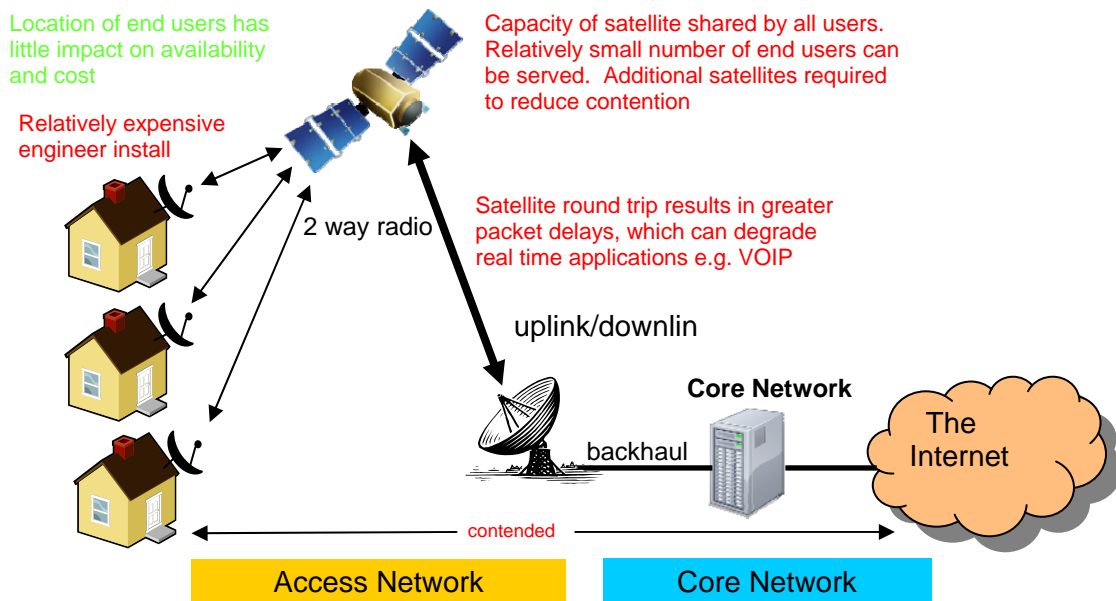 Location of end users has
little impact on availability
and cost
Capacity of satellite shared by all users.
Relatively small number of end users can
be served.  Additional satellites required
to reduce contention
Relatively expensive
engineer install
2 way radio
Satellite round trip results in greater
packet delays, which can degrade
real time applications e.g. VOIP
uplink/downlin
Core Network
The
Internet
backhaul
contended
Access Network
Core Network